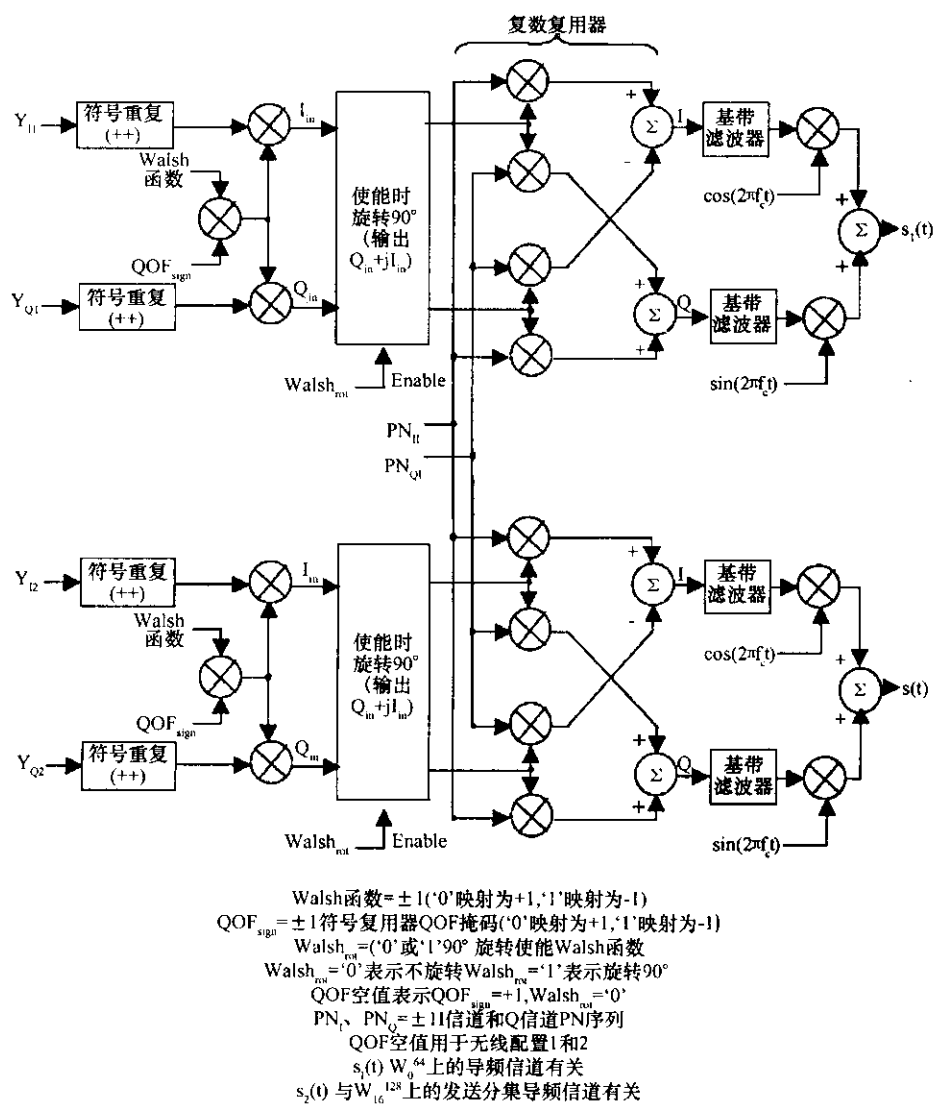 复数复用器
Y_I1
符号重复
(++)
I_in
Walsh
函数
QOF_sign
Y_Q1
符号重复
(++)
Q_in
使能时
旋转90°
(输出
Q_in+jI_in)
Walsh_rot
Enable
+
-
Σ
I
基带
滤波器
cos(2πf_ct)
+
+
Σ
s_1(t)
+
+
Σ
Q
基带
滤波器
sin(2πf_ct)
PN_I1
PN_Q1
Y_I2
符号重复
(++)
I_in
Walsh
函数
QOF_sign
Y_Q2
符号重复
(++)
Q_in
使能时
旋转90°
(输出
Q_in+jI_in)
Walsh_rot
Enable
+
-
Σ
I
基带
滤波器
cos(2πf_ct)
+
+
Σ
s(t)
+
+
Σ
Q
基带
滤波器
sin(2πf_ct)
Walsh函数=±1(‘0’映射为+1,‘1’映射为-1)
QOF_sign=±1符号复用器QOF掩码(‘0’映射为+1,‘1’映射为-1)
Walsh_rot=(‘0’或‘1’90° 旋转使能Walsh函数
Walsh_rot=‘0’表示不旋转Walsh_rot=‘1’表示旋转90°
QOF空值表示QOF_sign=+1,Walsh_rot=‘0’
PN_I、PN_Q=±1I信道和Q信道PN序列
QOF空值用于无线配置1和2
s_1(t) W_0^64上的导频信道有关
s_2(t) 与W_16^128上的发送分集导频信道有关